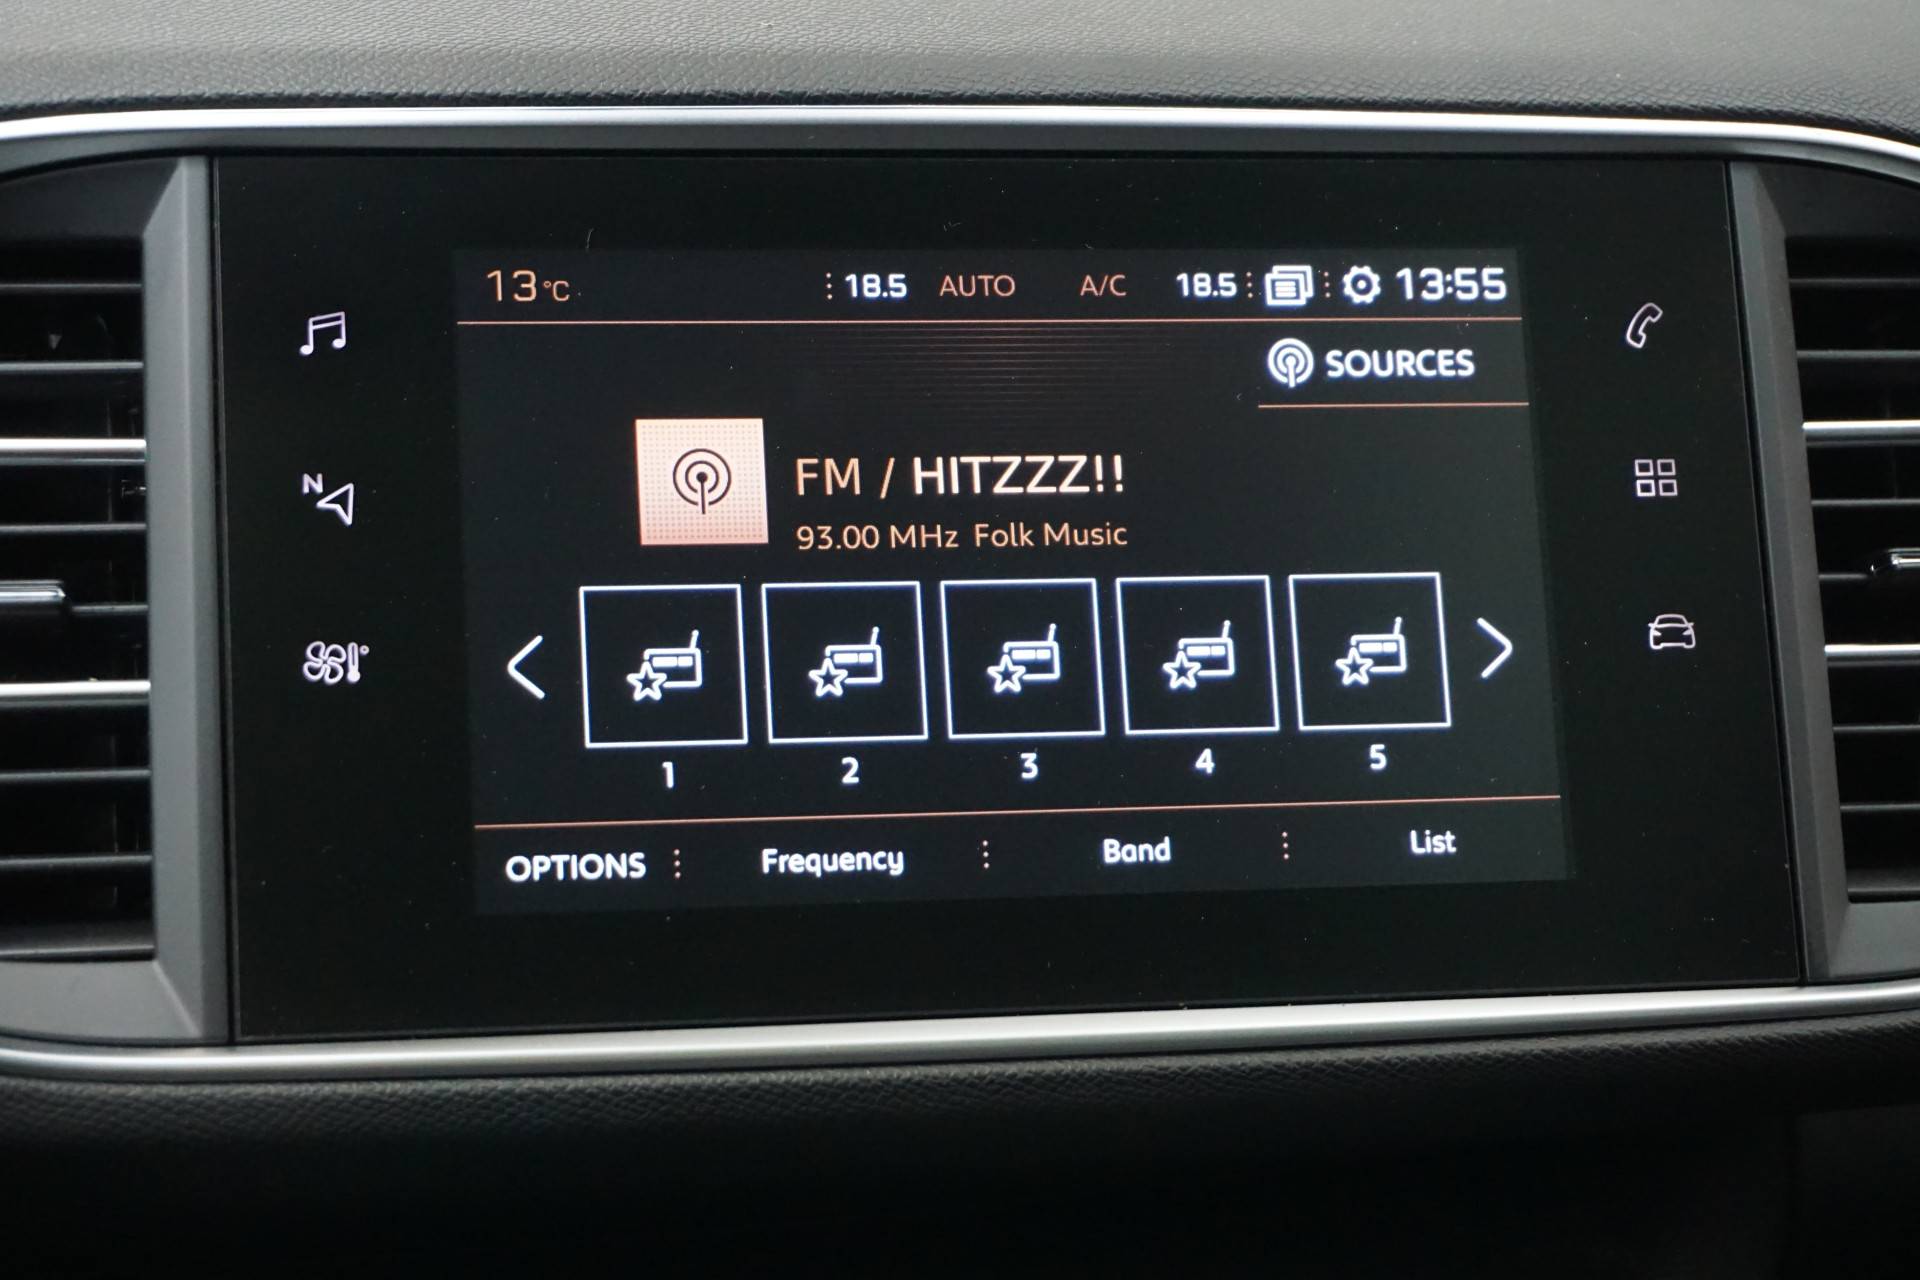 13°C 18.5 AUTO A/C 18.5 13:55
SOURCES
FM / HITZZZ!!
93.00 MHz Folk Music
N
1 2 3 4 5
OPTIONS Frequency Band List